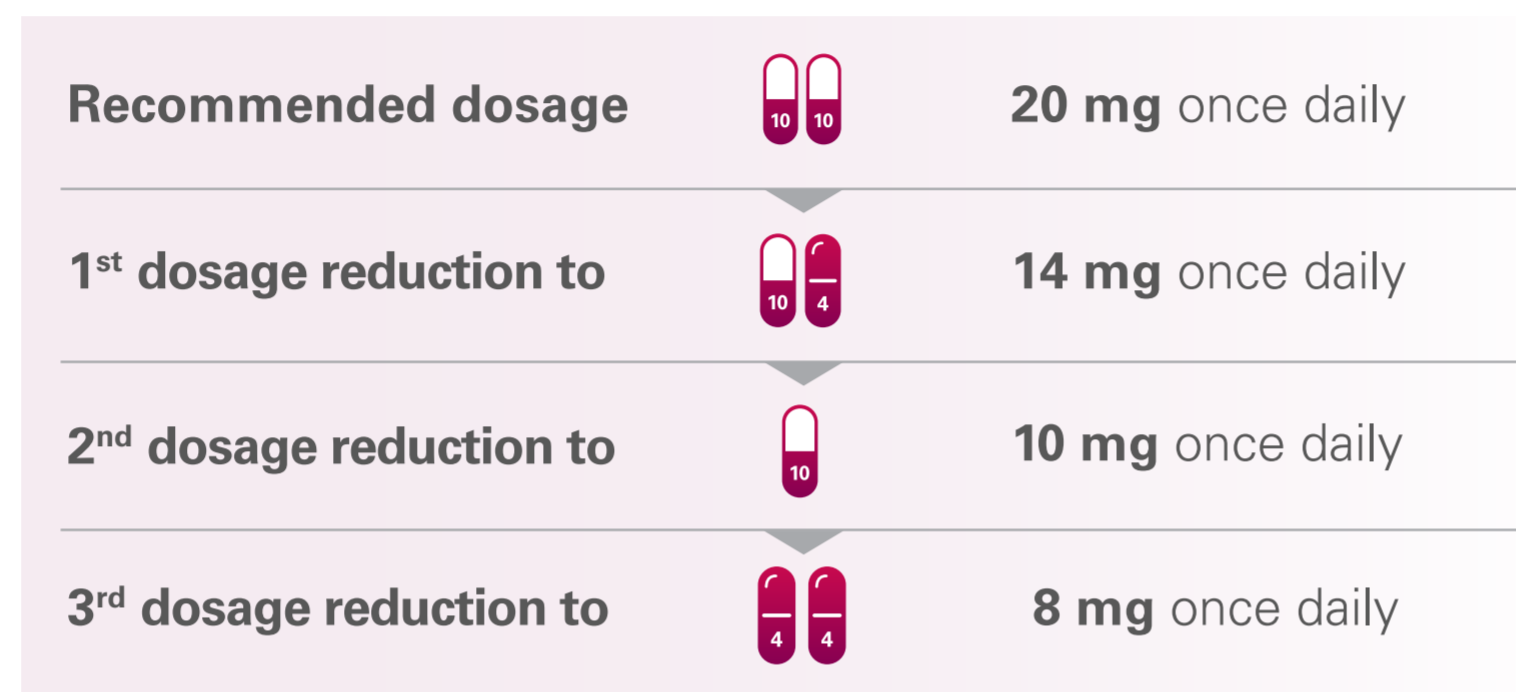 Recommended dosage 10 10 20 mg once daily
1st dosage reduction to 10 4 14 mg once daily
2nd dosage reduction to 10 10 mg once daily
3rd dosage reduction to 4 4 8 mg once daily